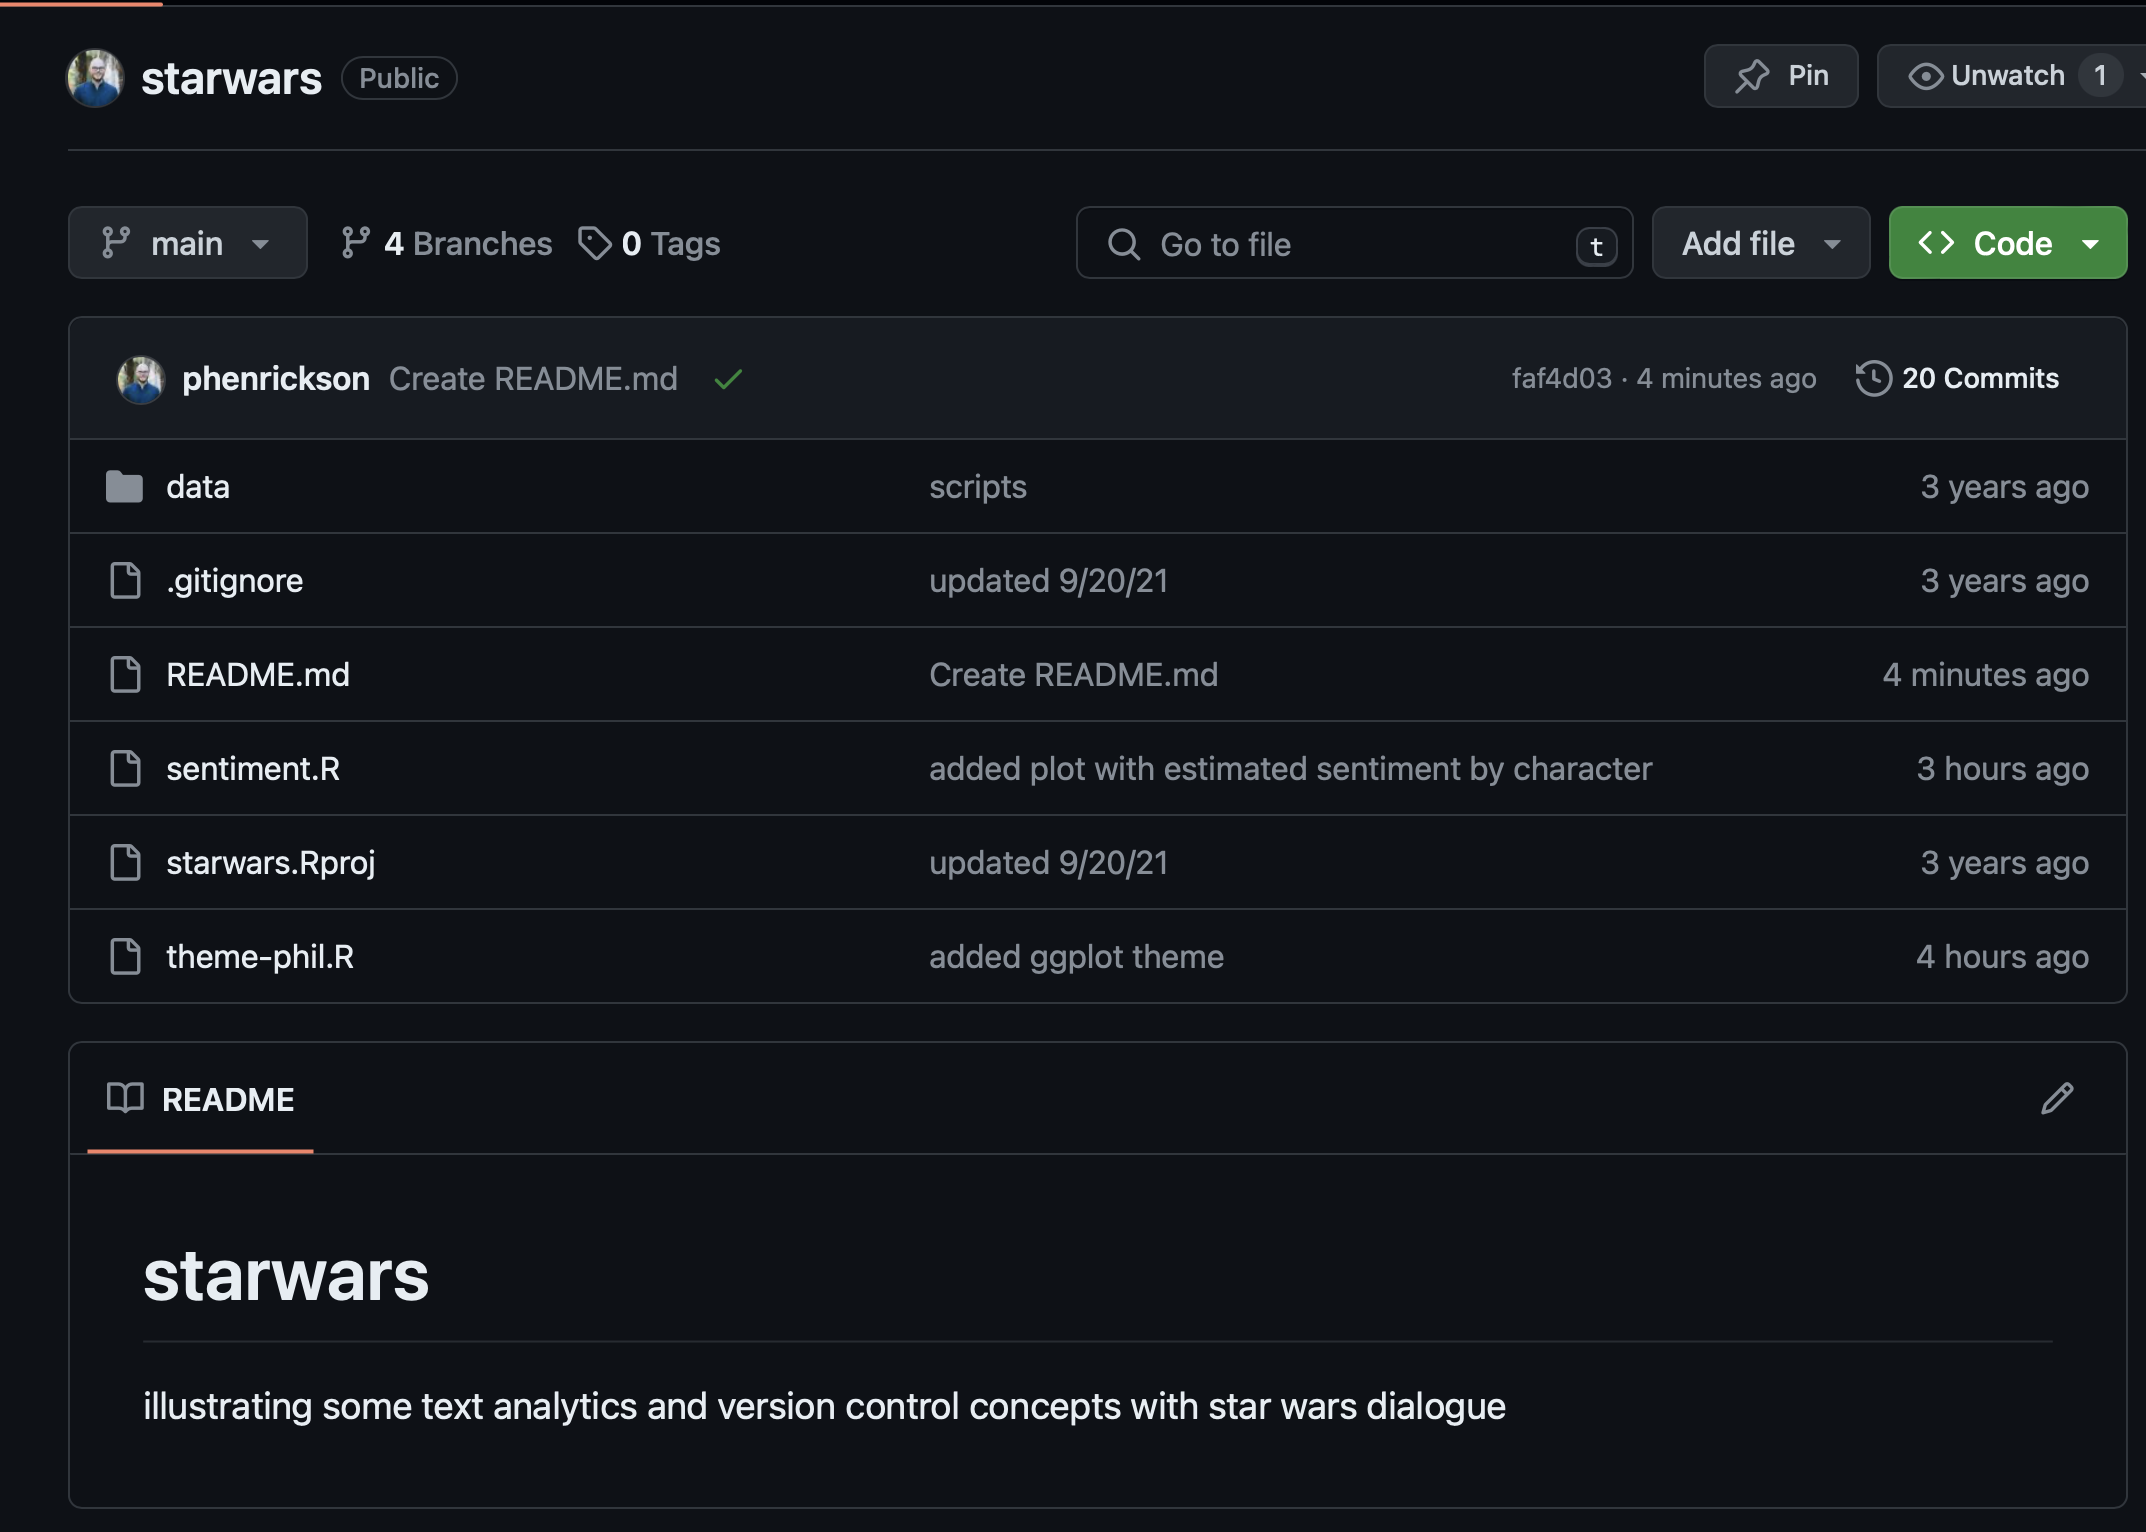 starwars Public Pin Unwatch 1
main 4 Branches 0 Tags Go to file t Add file Code
phenrickson Create README.md faf4d03 · 4 minutes ago 20 Commits
data scripts 3 years ago
.gitignore updated 9/20/21 3 years ago
README.md Create README.md 4 minutes ago
sentiment.R added plot with estimated sentiment by character 3 hours ago
starwars.Rproj updated 9/20/21 3 years ago
theme-phil.R added ggplot theme 4 hours ago
README
starwars
illustrating some text analytics and version control concepts with star wars dialogue